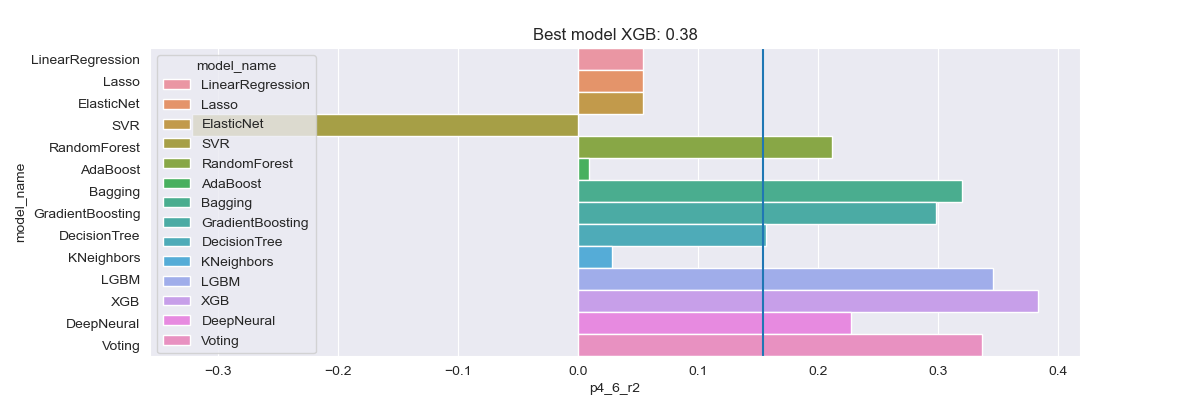 Best model XGB: 0.38
model_name
LinearRegression
Lasso
ElasticNet
SVR
RandomForest
AdaBoost
Bagging
GradientBoosting
DecisionTree
KNeighbors
LGBM
XGB
DeepNeural
Voting
model_name
LinearRegression
Lasso
ElasticNet
SVR
RandomForest
AdaBoost
Bagging
GradientBoosting
DecisionTree
KNeighbors
LGBM
XGB
DeepNeural
Voting
−0.3 −0.2 −0.1 0.0 0.1 0.2 0.3 0.4
p4_6_r2